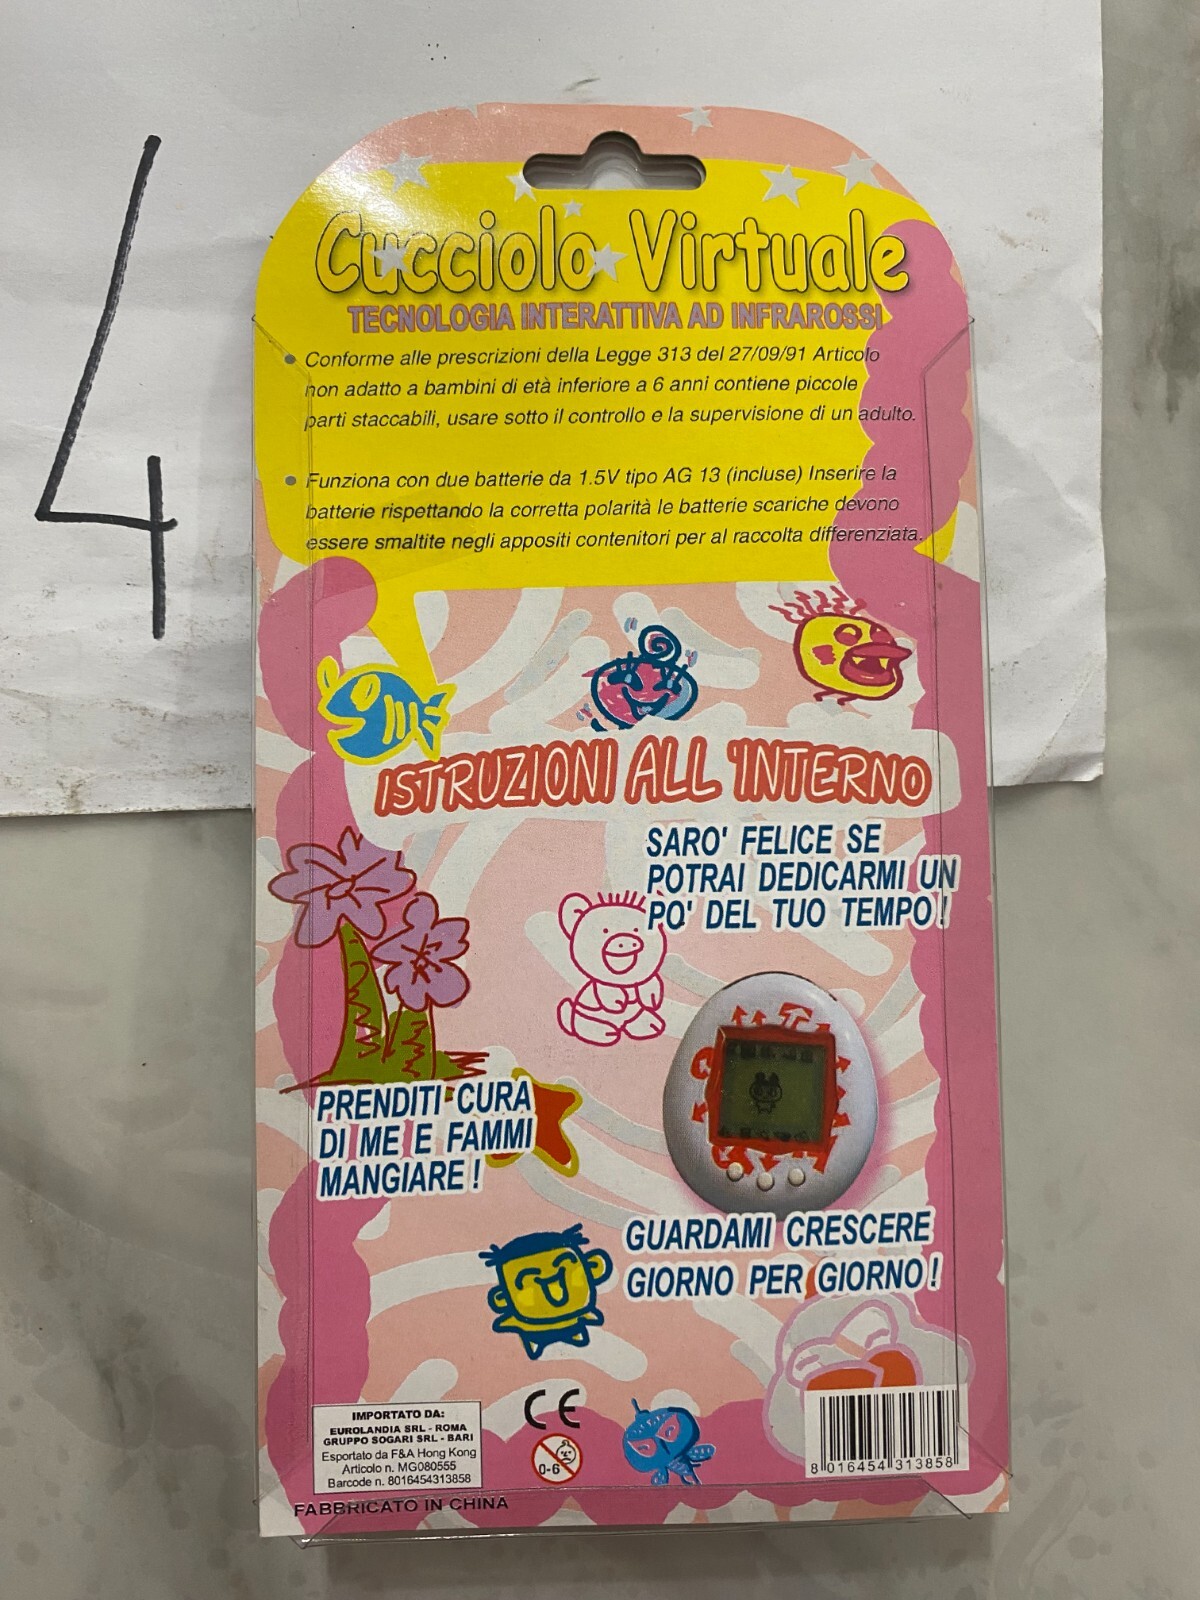 4
Cucciolo Virtuale
TECNOLOGIA INTERATTIVA AD INFRAROSSI
• Conforme alle prescrizioni della Legge 313 del 27/09/91 Articolo
non adatto a bambini di età inferiore a 6 anni contiene piccole
parti staccabili, usare sotto il controllo e la supervisione di un adulto.
• Funziona con due batterie da 1.5V tipo AG 13 (incluse) Inserire la
batterie rispettando la corretta polarità le batterie scariche devono
essere smaltite negli appositi contenitori per al raccolta differenziata.
ISTRUZIONI ALL'INTERNO
SARO' FELICE SE
POTRAI DEDICARMI UN
PO' DEL TUO TEMPO!
PRENDITI CURA
DI ME E FAMMI
MANGIARE!
GUARDAMI CRESCERE
GIORNO PER GIORNO!
IMPORTATO DA:
EUROLANDIA SRL - ROMA
GRUPPO SOGARI SRL - BARI
Esportato da F&A Hong Kong
Articolo n. MG080555
Barcode n. 8016454313858
CE
0-6
8 016454 313858
FABBRICATO IN CHINA